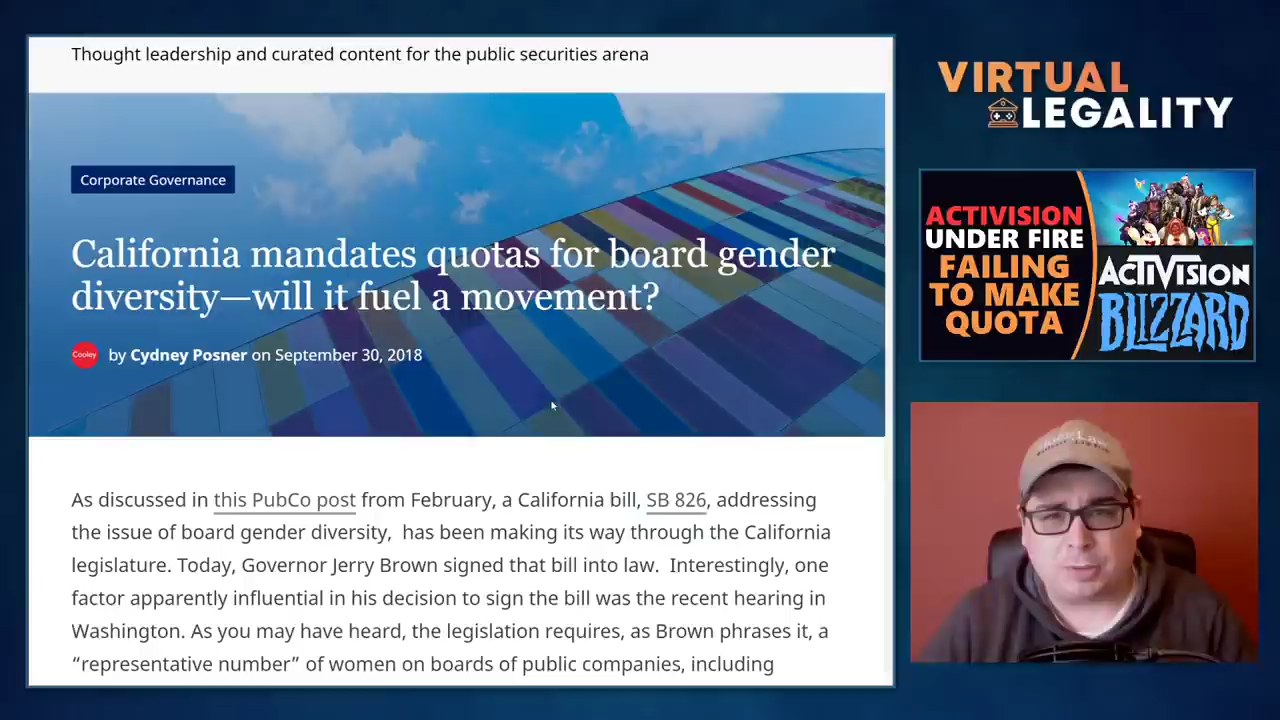 Thought leadership and curated content for the public securities arena
Corporate Governance
California mandates quotas for board gender
diversity—will it fuel a movement?
Cooley
by Cydney Posner on September 30, 2018
As discussed in this PubCo post from February, a California bill, SB 826, addressing
the issue of board gender diversity,  has been making its way through the California
legislature. Today, Governor Jerry Brown signed that bill into law.  Interestingly, one
factor apparently influential in his decision to sign the bill was the recent hearing in
Washington. As you may have heard, the legislation requires, as Brown phrases it, a
“representative number” of women on boards of public companies, including
VIRTUAL
LEGALITY
ACTIVISION
UNDER FIRE
FAILING
TO MAKE
QUOTA
ACTIVISION
BLIZZARD